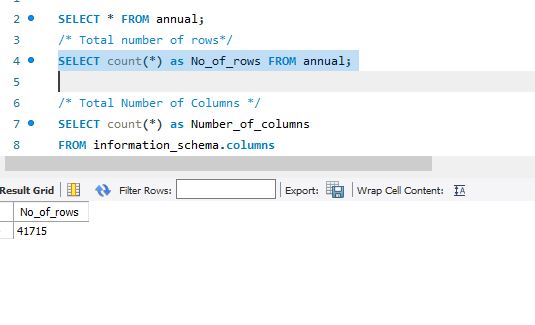 2 SELECT * FROM annual;
3 /* Total number of rows*/
4 SELECT count(*) as No_of_rows FROM annual;
5
6 /* Total Number of Columns */
7 SELECT count(*) as Number_of_columns
8 FROM information_schema.columns
Result Grid Filter Rows: Export: Wrap Cell Content:
No_of_rows
41715